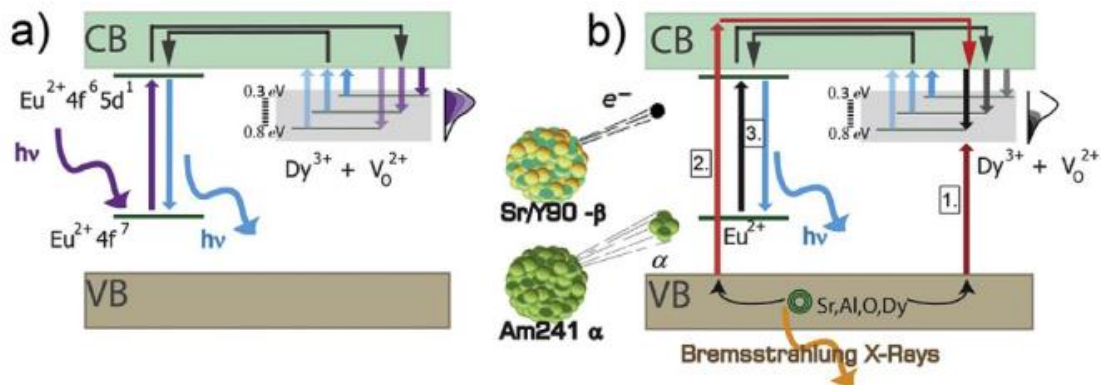 a)
CB
Eu2+4f6 5d1
0.3 eV
0.8 eV
hν
Dy3+ + VO2+
Eu2+4f7
hν
VB
b)
CB
e−
0.3 eV
0.8 eV
3.
2.
Dy3+ + VO2+
Sr/Y90 -β
1.
Eu2+
hν
α
VB
Sr,Al,O,Dy
Am241 α
Bremsstrahlung X-Rays